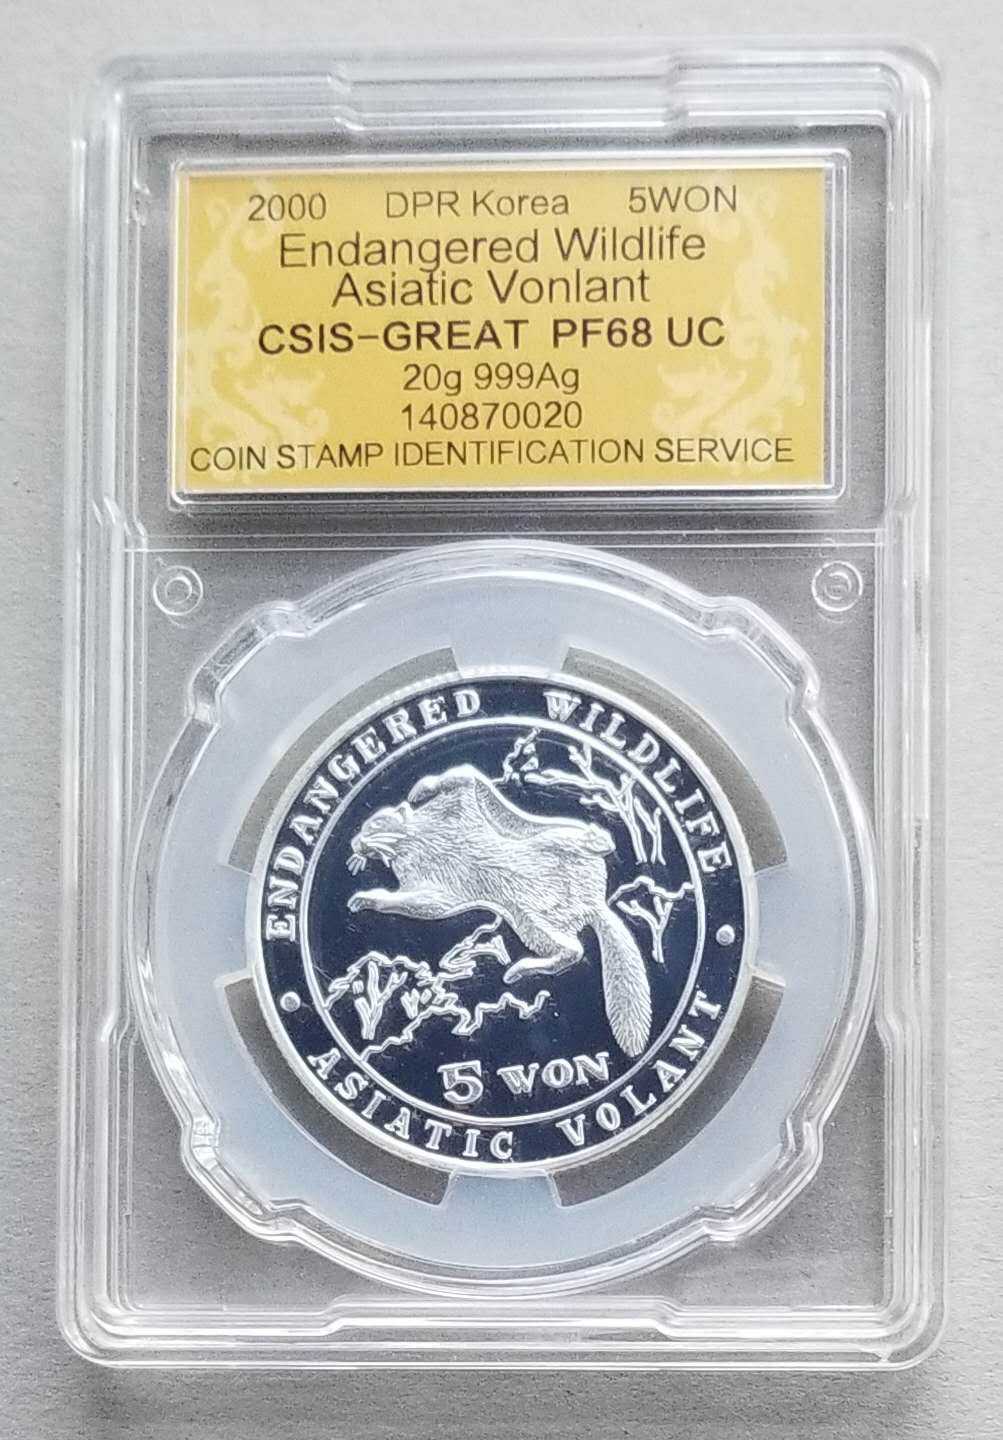 2000 DPR Korea 5WON
Endangered Wildlife
Asiatic Vonlant
CSIS-GREAT PF68 UC
20g 999Ag
140870020
COIN STAMP IDENTIFICATION SERVICE
ENDANGERED WILDLIFE
5 WON
ASIATIC VOLANT